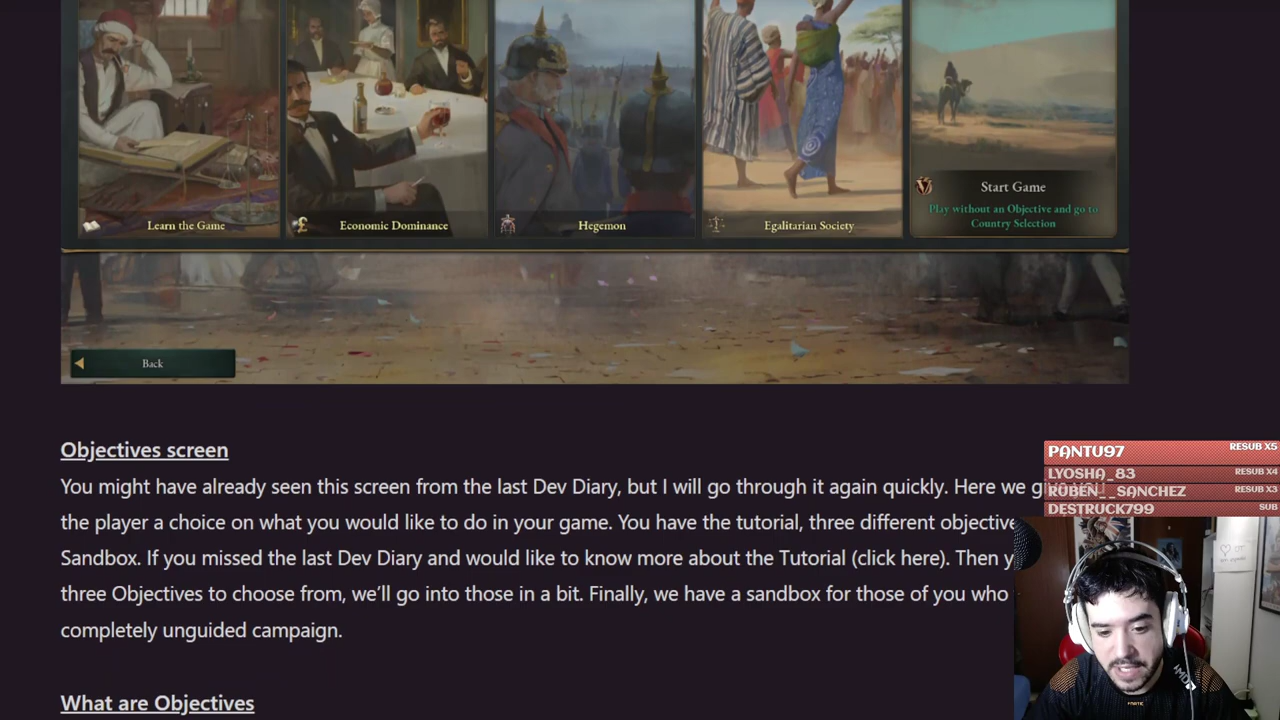 Learn the Game
Economic Dominance
Hegemon
Egalitarian Society
Start Game
Play without an Objective and go to
Country Selection
Back
Objectives screen
You might have already seen this screen from the last Dev Diary, but I will go through it again quickly. Here we
the player a choice on what you would like to do in your game. You have the tutorial, three different objective
Sandbox. If you missed the last Dev Diary and would like to know more about the Tutorial (click here). Then
three Objectives to choose from, we'll go into those in a bit. Finally, we have a sandbox for those of you who
completely unguided campaign.
What are Objectives
PANTU97 RESUB X5
LYOSHA_83 RESUB X4
RUBEN__SANCHEZ RESUB X3
DESTRUCK799 SUB
AMD
FNATIC